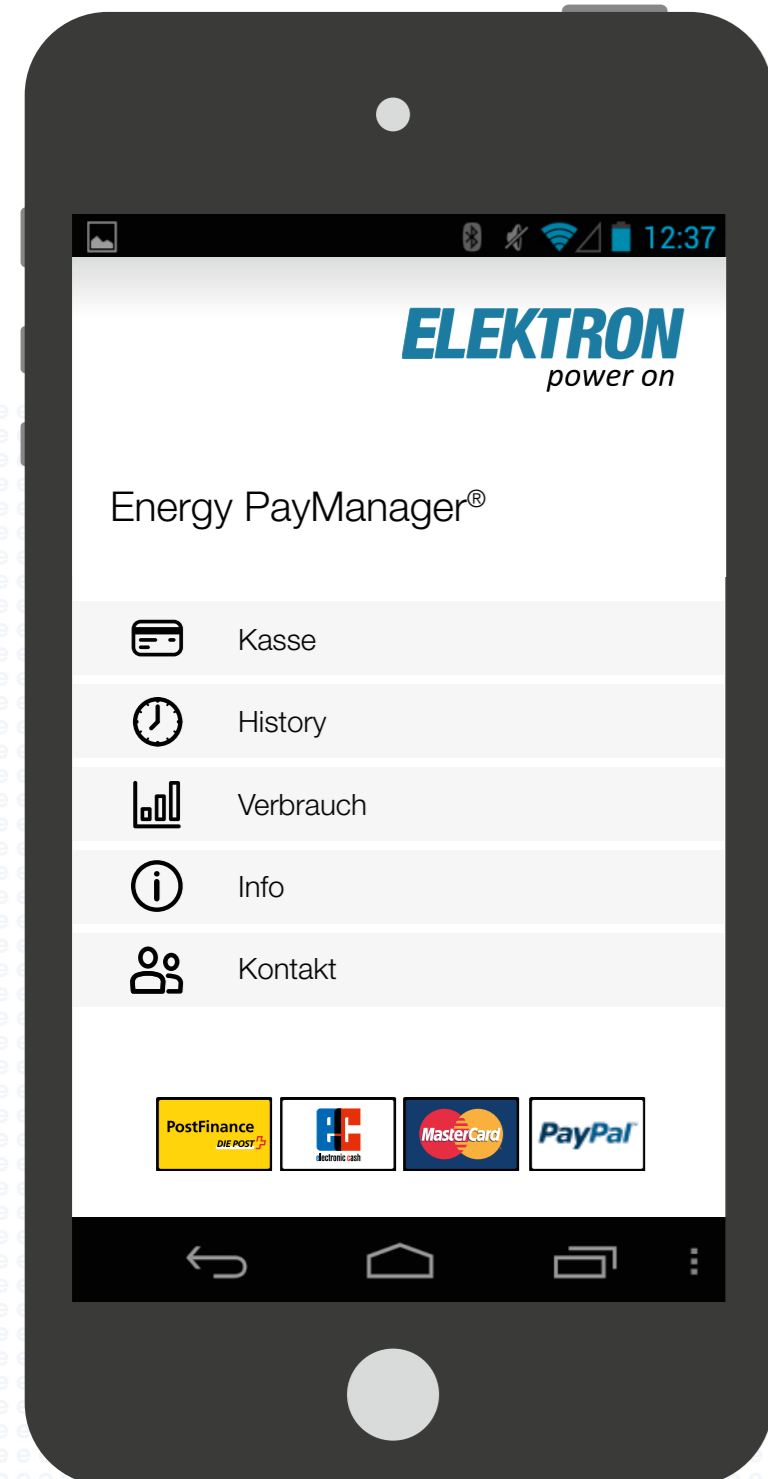 12:37
ELEKTRON
power on
Energy PayManager®
Kasse
History
Verbrauch
Info
Kontakt
PostFinance
DIE POST
electronic cash
MasterCard
PayPal